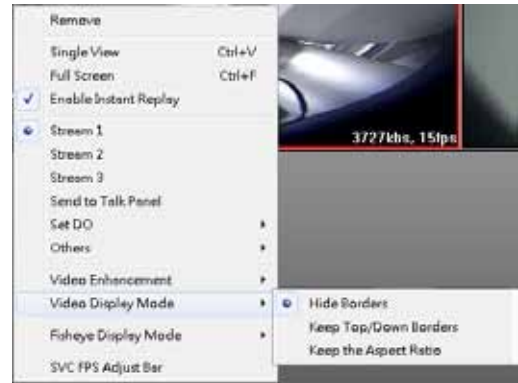 Remove
Single View Ctrl+V
Full Screen Ctrl+F
Enable Instant Replay
Stream 1
Stream 2
Stream 3
Send to Talk Panel
Set DO
Others
Video Enhancement
Video Display Mode
Fisheye Display Mode
SVC FPS Adjust Bar
3727kbs, 15fps
Hide Borders
Keep Top/Down Borders
Keep the Aspect Ratio